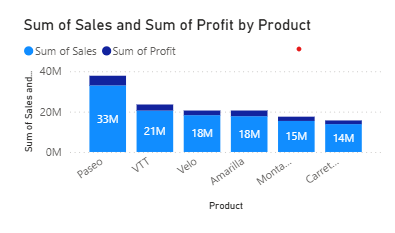 Sum of Sales and Sum of Profit by Product
Sum of Sales Sum of Profit
Sum of Sales and...
40M
20M
0M
33M
21M
18M
18M
15M
14M
Paseo
VTT
Velo
Amarilla
Monta...
Carret...
Product